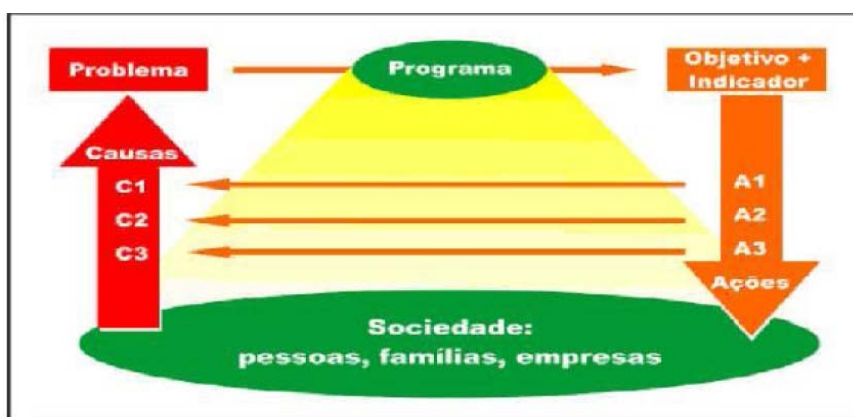 Problema
Programa
Objetivo +
Indicador
Causas
C1
A1
C2
A2
C3
A3
Ações
Sociedade:
pessoas, famílias, empresas